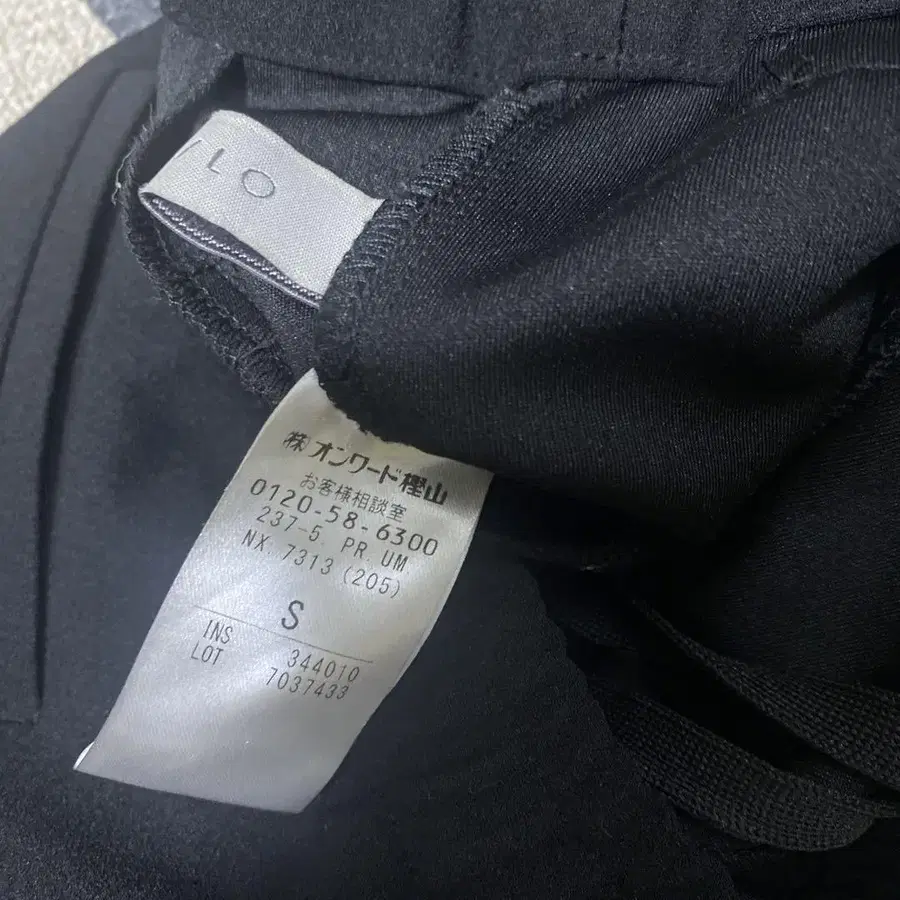 LO
㈱オンワード樫山
お客様相談室
0120-58-6300
237-5 PR UM
NX 7313 (205)
S
INS 344010
LOT 7037433